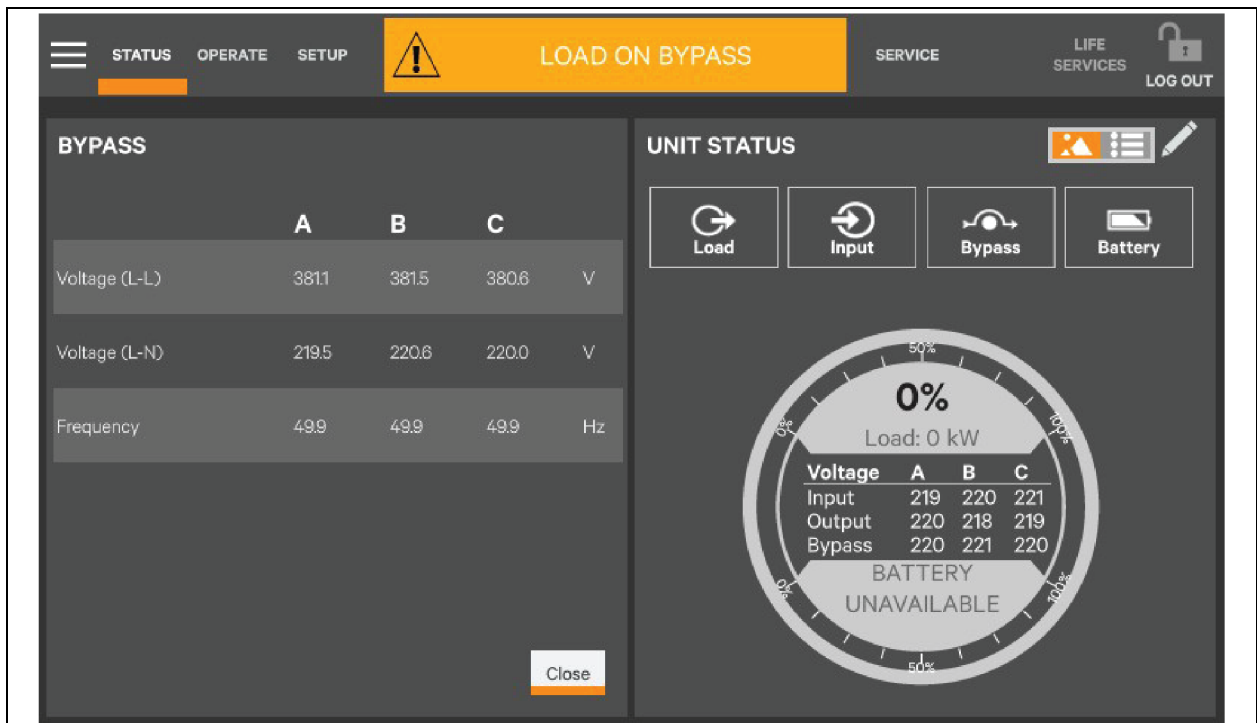 STATUS OPERATE SETUP LOAD ON BYPASS SERVICE LIFE SERVICES LOG OUT
BYPASS
A B C
Voltage (L-L) 381.1 381.5 380.6 V
Voltage (L-N) 219.5 220.6 220.0 V
Frequency 49.9 49.9 49.9 Hz
Close
UNIT STATUS
Load Input Bypass Battery
50%
0% 100%
0%
Load: 0 kW
Voltage A B C
Input 219 220 221
Output 220 218 219
Bypass 220 221 220
BATTERY
UNAVAILABLE
0% 100%
50%